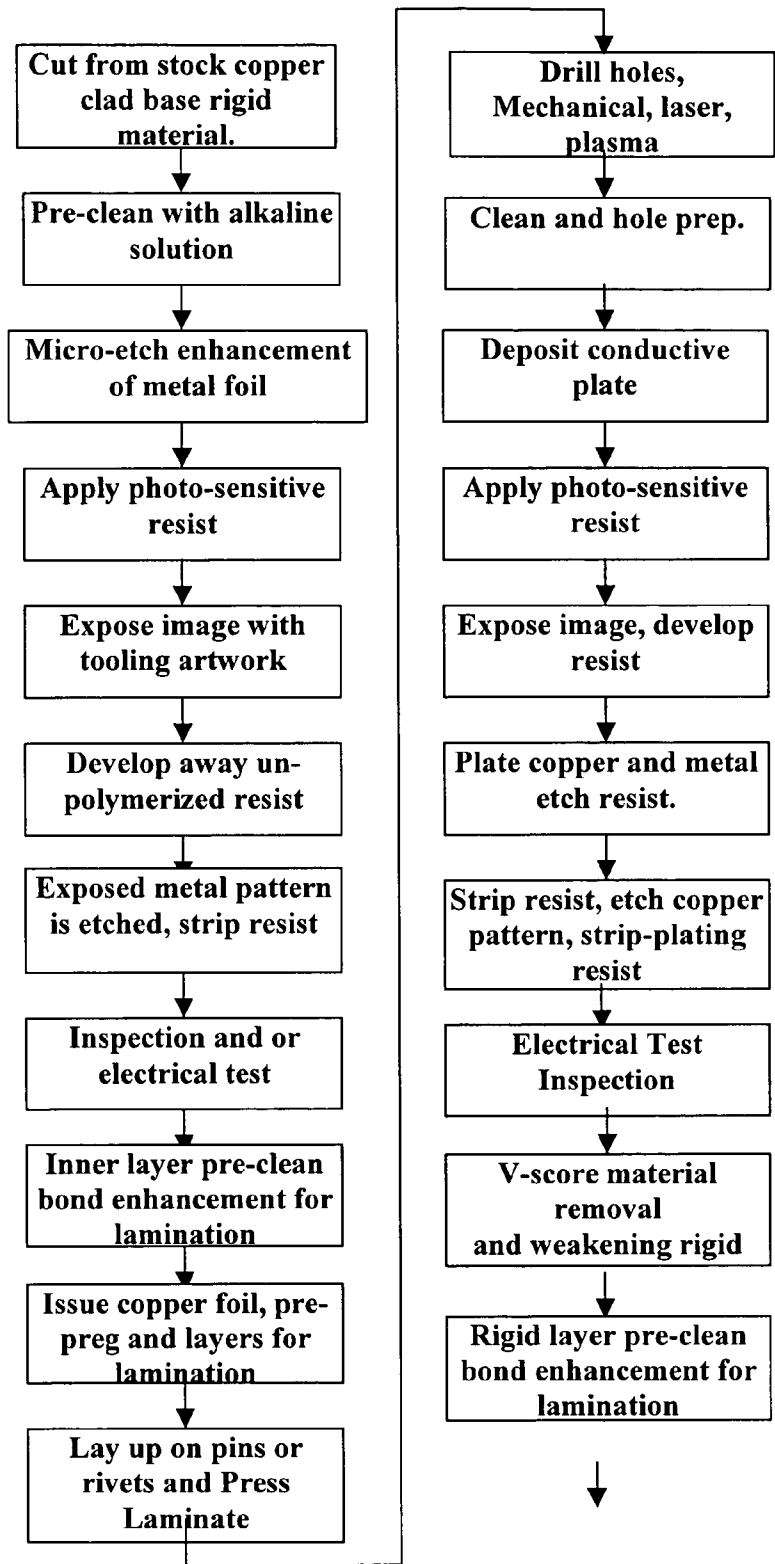 Cut from stock copper
clad base rigid
material.
Pre-clean with alkaline
solution
Micro-etch enhancement
of metal foil
Apply photo-sensitive
resist
Expose image with
tooling artwork
Develop away un-
polymerized resist
Exposed metal pattern
is etched, strip resist
Inspection and or
electrical test
Inner layer pre-clean
bond enhancement for
lamination
Issue copper foil, pre-
preg and layers for
lamination
Lay up on pins or
rivets and Press
Laminate
Drill holes,
Mechanical, laser,
plasma
Clean and hole prep.
Deposit conductive
plate
Apply photo-sensitive
resist
Expose image, develop
resist
Plate copper and metal
etch resist.
Strip resist, etch copper
pattern, strip-plating
resist
Electrical Test
Inspection
V-score material
removal
and weakening rigid
Rigid layer pre-clean
bond enhancement for
lamination